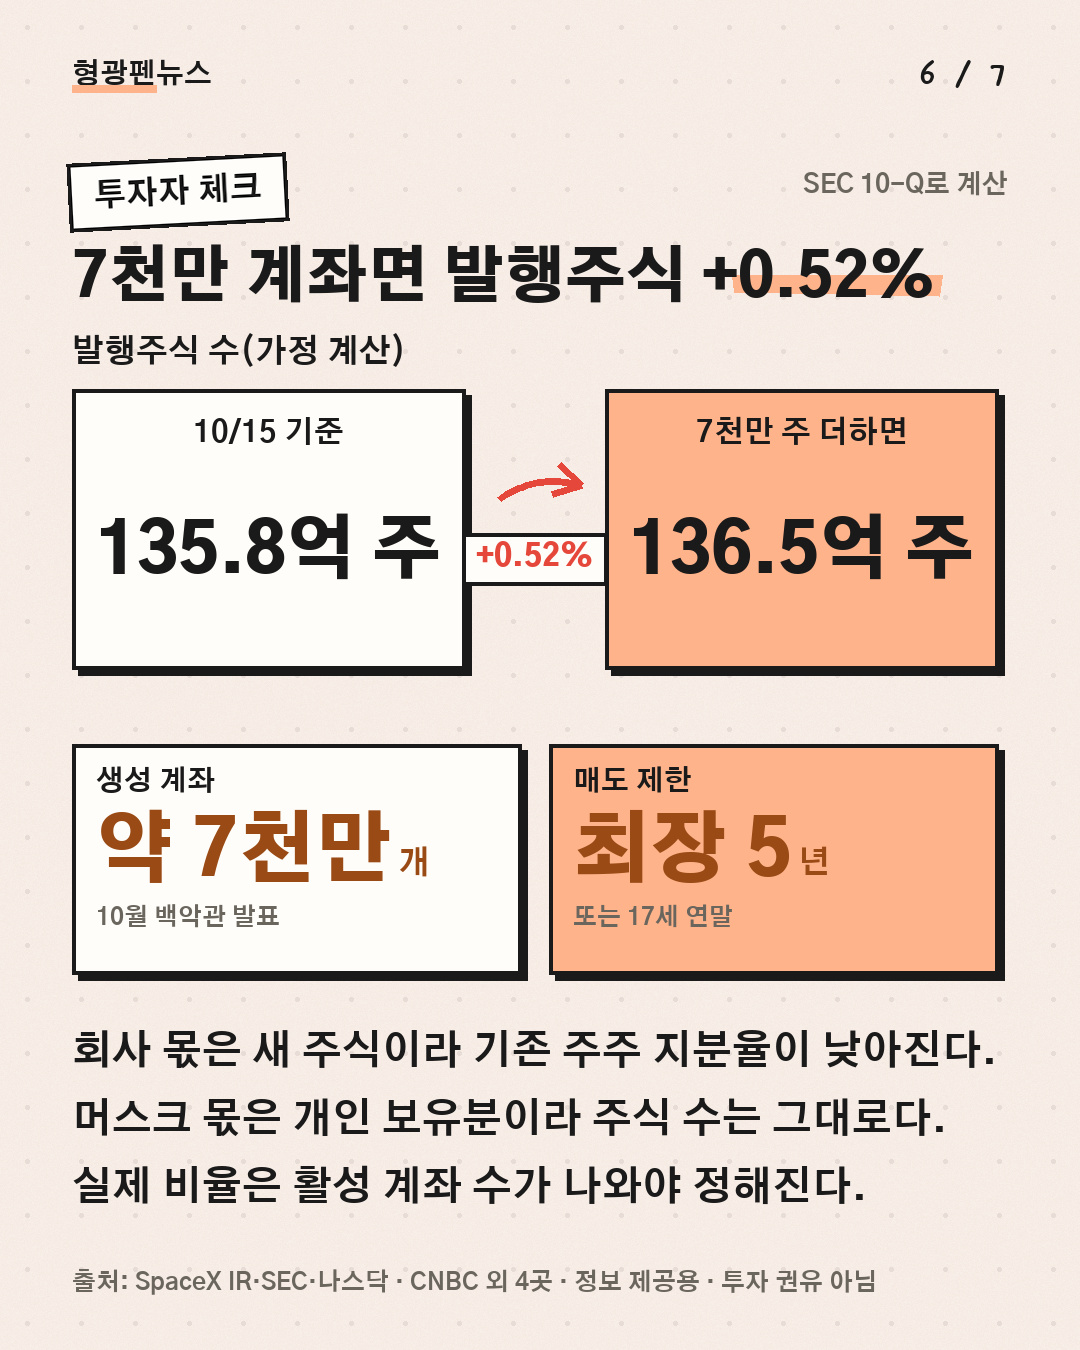 형광펜뉴스
6 / 7
투자자 체크
SEC 10-Q로 계산
7천만 계좌면 발행주식 +0.52%
발행주식 수(가정 계산)
10/15 기준
135.8억 주
+0.52%
7천만 주 더하면
136.5억 주
생성 계좌
약 7천만 개
10월 백악관 발표
매도 제한
최장 5 년
또는 17세 연말
회사 몫은 새 주식이라 기존 주주 지분율이 낮아진다.
머스크 몫은 개인 보유분이라 주식 수는 그대로다.
실제 비율은 활성 계좌 수가 나와야 정해진다.
출처: SpaceX IR·SEC·나스닥 · CNBC 외 4곳 · 정보 제공용 · 투자 권유 아님